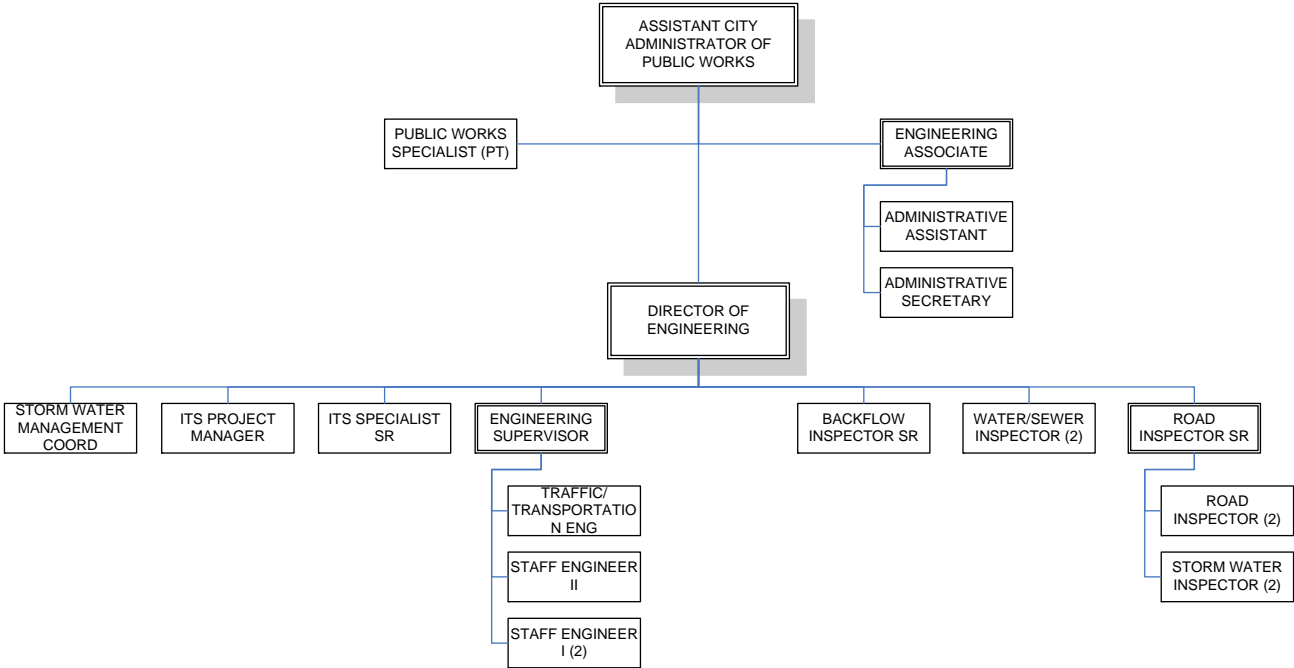 ASSISTANT CITY
ADMINISTRATOR OF
PUBLIC WORKS
PUBLIC WORKS
SPECIALIST (PT)
ENGINEERING
ASSOCIATE
ADMINISTRATIVE
ASSISTANT
ADMINISTRATIVE
SECRETARY
DIRECTOR OF
ENGINEERING
STORM WATER
MANAGEMENT
COORD
ITS PROJECT
MANAGER
ITS SPECIALIST
SR
ENGINEERING
SUPERVISOR
BACKFLOW
INSPECTOR SR
WATER/SEWER
INSPECTOR (2)
ROAD
INSPECTOR SR
TRAFFIC/
TRANSPORTATIO
N ENG
STAFF ENGINEER
II
STAFF ENGINEER
I (2)
ROAD
INSPECTOR (2)
STORM WATER
INSPECTOR (2)